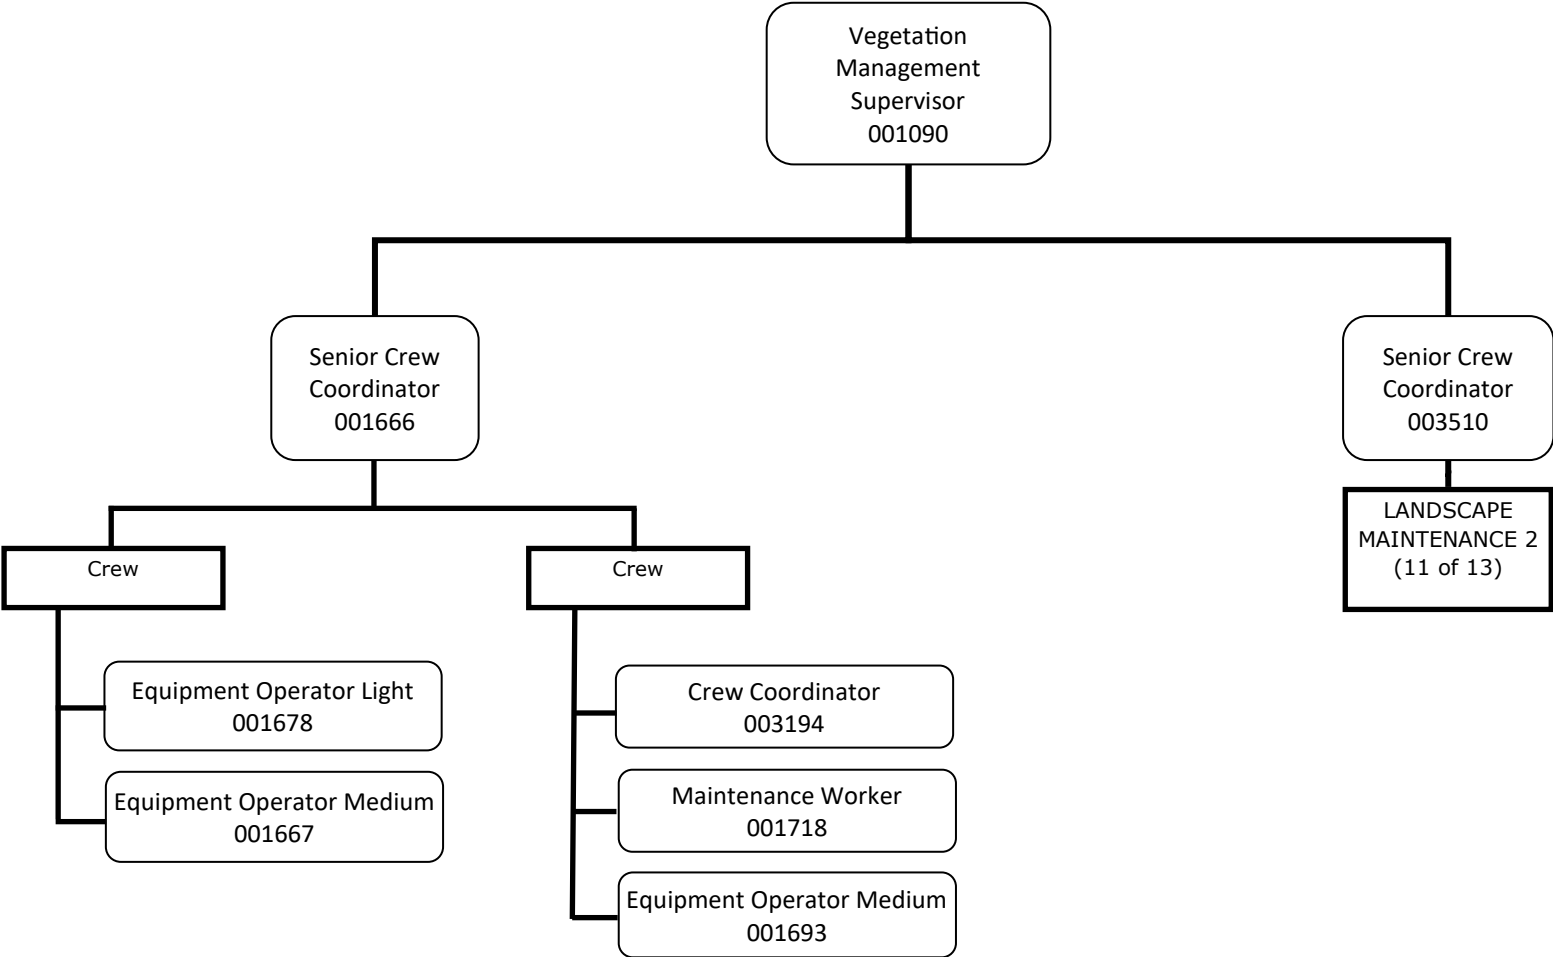 Vegetation
Management
Supervisor
001090
Senior Crew
Coordinator
001666
Senior Crew
Coordinator
003510
LANDSCAPE
MAINTENANCE 2
(11 of 13)
Crew
Crew
Equipment Operator Light
001678
Equipment Operator Medium
001667
Crew Coordinator
003194
Maintenance Worker
001718
Equipment Operator Medium
001693